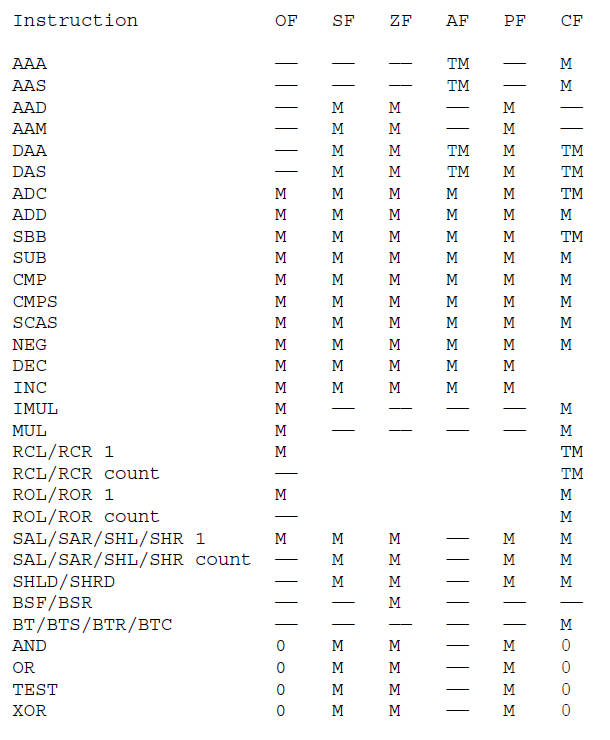 Instruction OF SF ZF AF PF CF
AAA —— —— —— TM —— M
AAS —— —— —— TM —— M
AAD —— M M —— M ——
AAM —— M M —— M ——
DAA —— M M TM M TM
DAS —— M M TM M TM
ADC M M M M M TM
ADD M M M M M M
SBB M M M M M TM
SUB M M M M M M
CMP M M M M M M
CMPS M M M M M M
SCAS M M M M M M
NEG M M M M M M
DEC M M M M M
INC M M M M M
IMUL M —— —— —— —— M
MUL M —— —— —— —— M
RCL/RCR 1 M TM
RCL/RCR count —— TM
ROL/ROR 1 M M
ROL/ROR count —— M
SAL/SAR/SHL/SHR 1 M M M —— M M
SAL/SAR/SHL/SHR count —— M M —— M M
SHLD/SHRD —— M M —— M M
BSF/BSR —— —— M —— —— ——
BT/BTS/BTR/BTC —— —— —— —— —— M
AND 0 M M —— M 0
OR 0 M M —— M 0
TEST 0 M M —— M 0
XOR 0 M M —— M 0